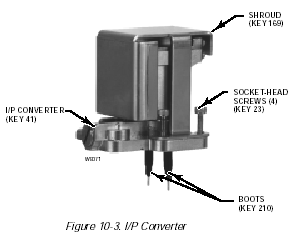 SHROUD
(KEY 169)
SOCKET-HEAD
SCREWS (4)
(KEY 23)
I/P CONVERTER
(KEY 41)
W8071
BOOTS
(KEY 210)
Figure 10-3. I/P Converter